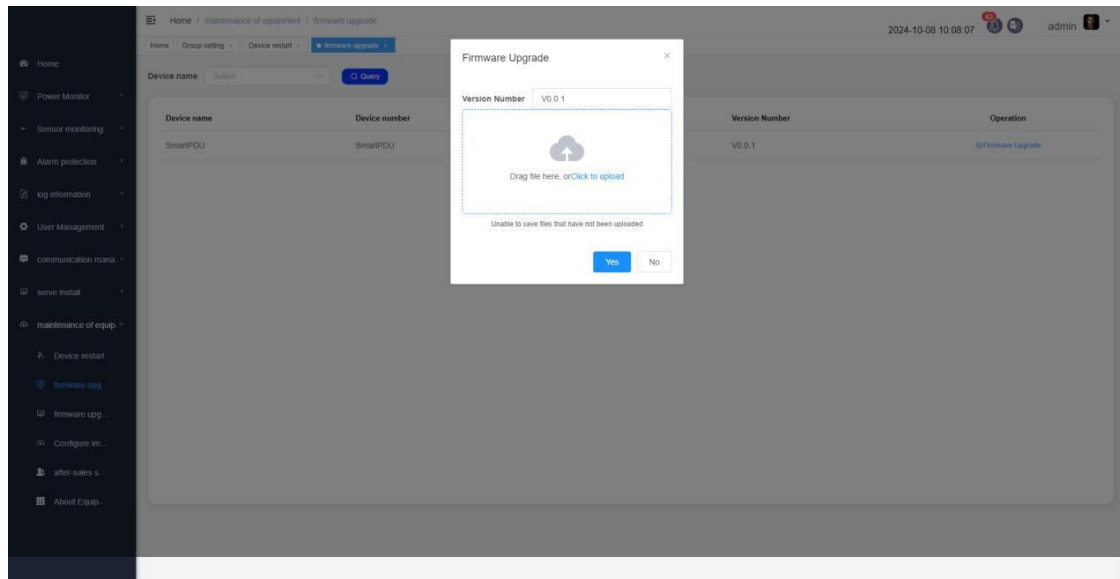 Home / maintenance of equipment / firmware upgrade
2024-10-08 10:08:07
43
admin
Home
Group setting ×
Device restart ×
firmware upgrade ×
Device name
Select
Query
Device name
Device number
Version Number
Operation
SmartPDU
SmartPDU
V0.0.1
Firmware Upgrade
Home
Power Monitor
Sensor monitoring
Alarm protection
log information
User Management
communication mana.
serve install
maintenance of equip.
Device restart
firmware upg...
firmware upg...
Configure im...
after-sales s...
About Equip...
Firmware Upgrade
Version Number
V0.0.1
Drag file here, orClick to upload
Unable to save files that have not been uploaded
Yes
No